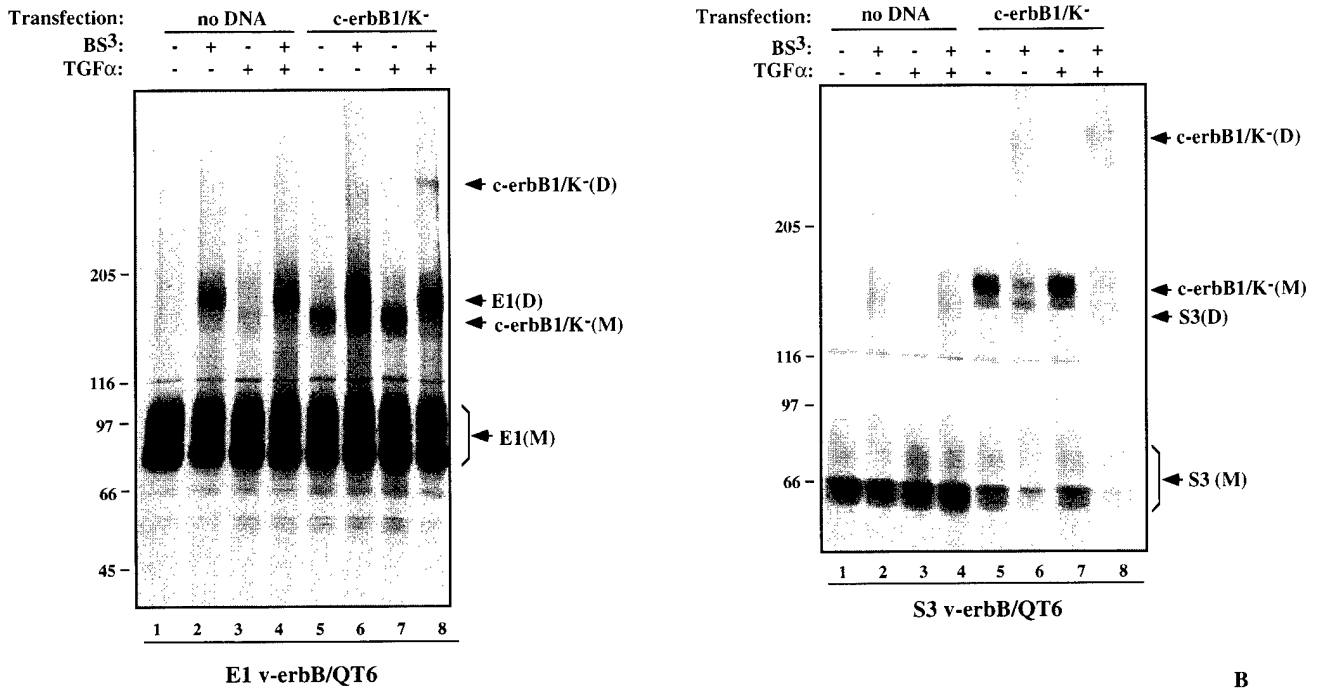 Transfection: no DNA c-erbB1/K-
BS3: - + - + - + - +
TGFα: - - + + - - + +
c-erbB1/K-(D)
205
E1(D)
c-erbB1/K-(M)
116
97
E1(M)
66
45
1 2 3 4 5 6 7 8
E1 v-erbB/QT6
Transfection: no DNA c-erbB1/K-
BS3: - + - + - + - +
TGFα: - - + + - - + +
c-erbB1/K-(D)
205
c-erbB1/K-(M)
S3(D)
116
97
66
S3 (M)
1 2 3 4 5 6 7 8
S3 v-erbB/QT6
B